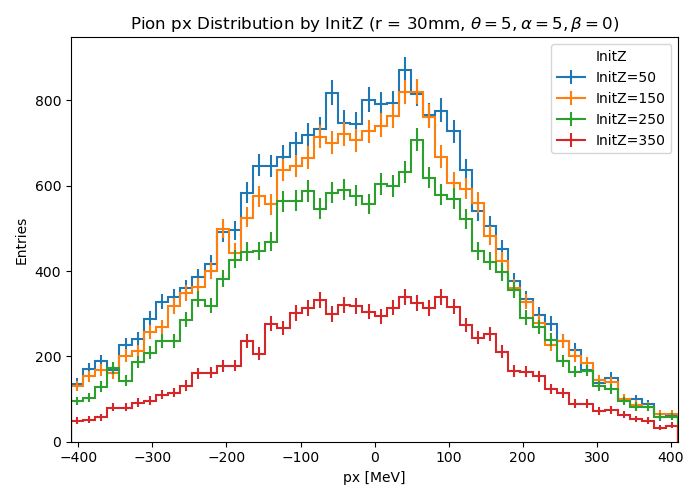 Pion px Distribution by InitZ (r = 30mm, θ = 5, α = 5, β = 0)
InitZ
InitZ=50
InitZ=150
InitZ=250
InitZ=350
Entries
800
600
400
200
0
−400 −300 −200 −100 0 100 200 300 400
px [MeV]